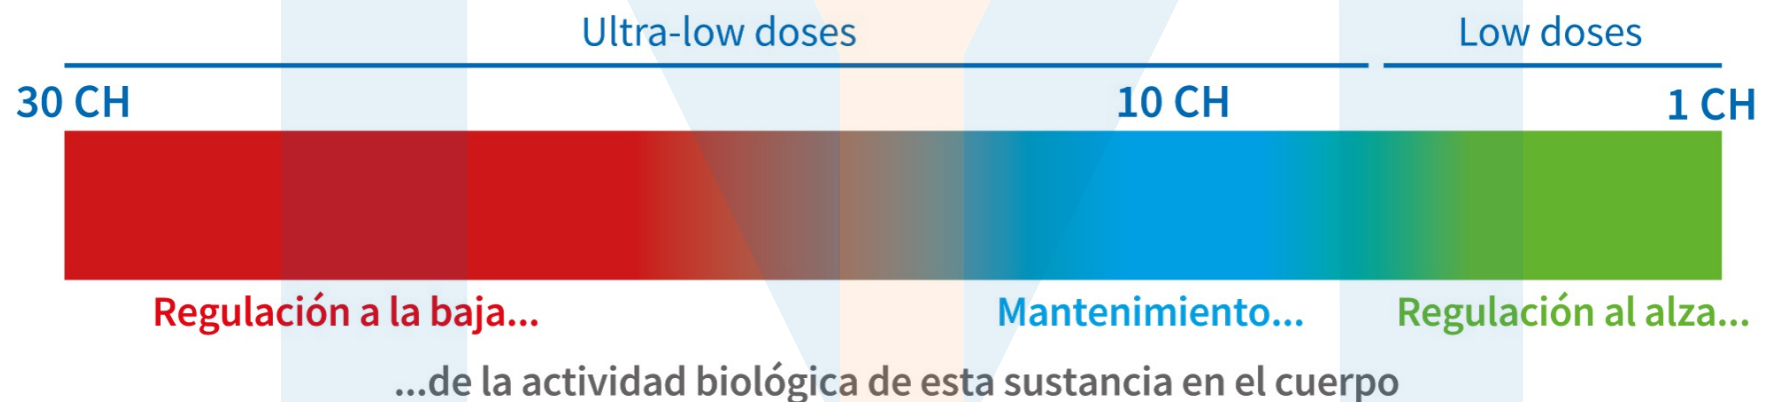 Ultra-low doses Low doses
30 CH 10 CH 1 CH
Regulación a la baja... Mantenimiento... Regulación al alza...
...de la actividad biológica de esta sustancia en el cuerpo